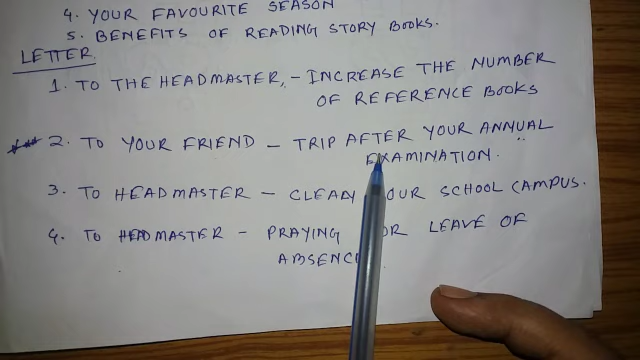 4. YOUR FAVOURITE SEASON
5. BENEFITS OF READING STORY BOOKS.
LETTER
1. TO THE HEADMASTER, - INCREASE THE NUMBER
OF REFERENCE BOOKS
2. TO YOUR FRIEND - TRIP AFTER YOUR ANNUAL
EXAMINATION.
3. TO HEADMASTER - YOUR SCHOOL CAMPUS.
4. TO HEADMASTER - PRAYING FOR LEAVE OF
ABSENCE.